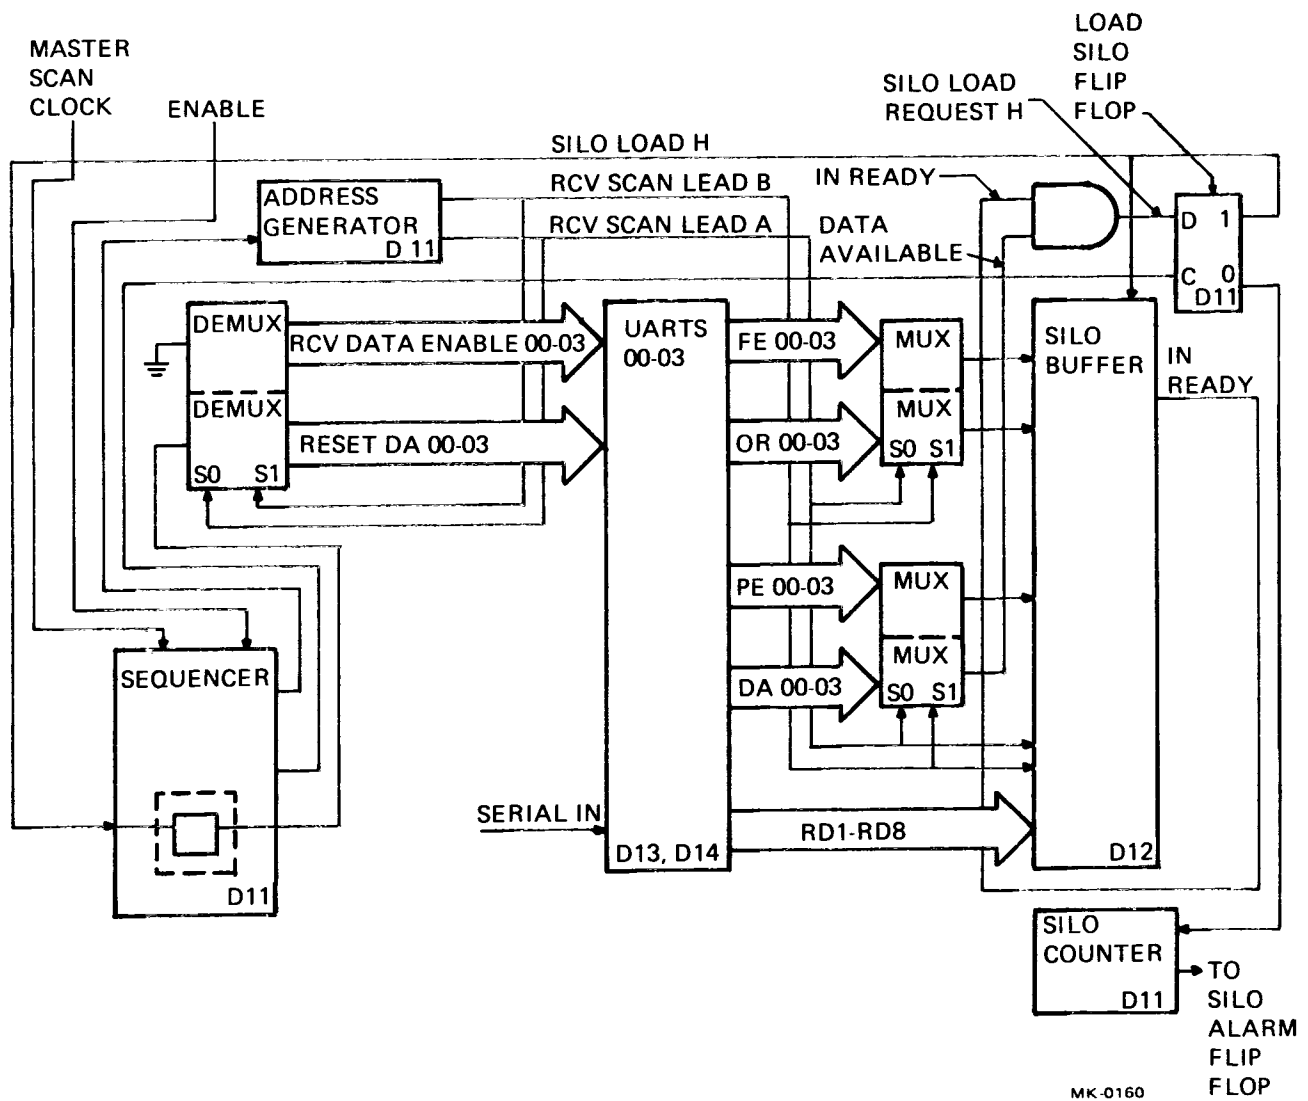 MASTER
SCAN
CLOCK
ENABLE
SILO LOAD H
RCV SCAN LEAD B
RCV SCAN LEAD A
ADDRESS
GENERATOR
D 11
IN READY
DATA
AVAILABLE
SILO LOAD
REQUEST H
LOAD
SILO
FLIP
FLOP
D 1
C 0
D11
DEMUX
RCV DATA ENABLE 00-03
DEMUX
RESET DA 00-03
S0 S1
UARTS
00-03
FE 00-03
OR 00-03
PE 00-03
DA 00-03
RD1-RD8
SERIAL IN
D13, D14
MUX
MUX
S0 S1
MUX
MUX
S0 S1
SILO
BUFFER
D12
IN
READY
SEQUENCER
D11
SILO
COUNTER
D11
TO
SILO
ALARM
FLIP
FLOP
MK-0160